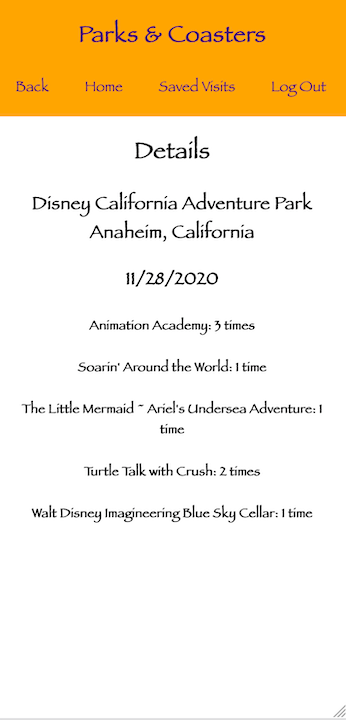 Parks & Coasters
Back Home Saved Visits Log Out
Details
Disney California Adventure Park
Anaheim, California
11/28/2020
Animation Academy: 3 times
Soarin' Around the World: 1 time
The Little Mermaid ~ Ariel's Undersea Adventure: 1
time
Turtle Talk with Crush: 2 times
Walt Disney Imagineering Blue Sky Cellar: 1 time